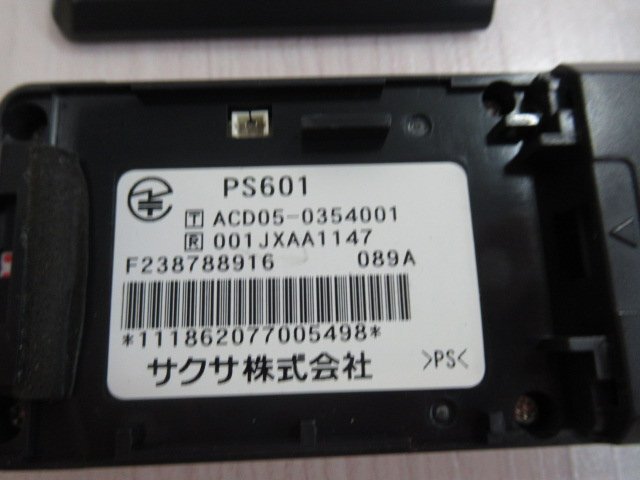 PS601
T ACD05-0354001
R 001JXAA1147
F238788916 089A
*111862077005498*
サクサ株式会社 >PS<